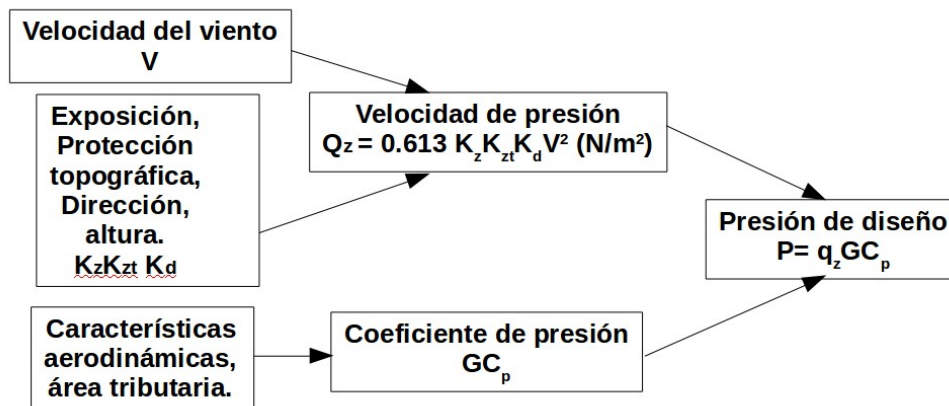 Velocidad del viento
V
Exposición,
Protección
topográfica,
Dirección,
altura.
KzKzt Kd
Velocidad de presión
Qz = 0.613 KzKztKdV² (N/m²)
Características
aerodinámicas,
área tributaria.
Coeficiente de presión
GCp
Presión de diseño
P= qzGCp